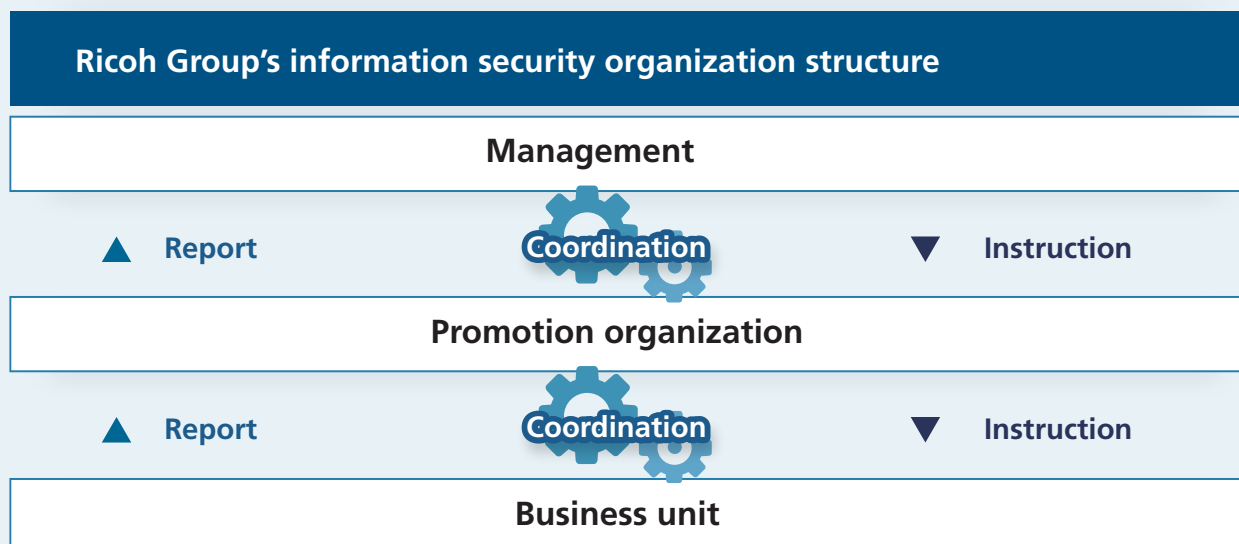 Ricoh Group’s information security organization structure
Management
Report
Coordination
Instruction
Promotion organization
Report
Coordination
Instruction
Business unit